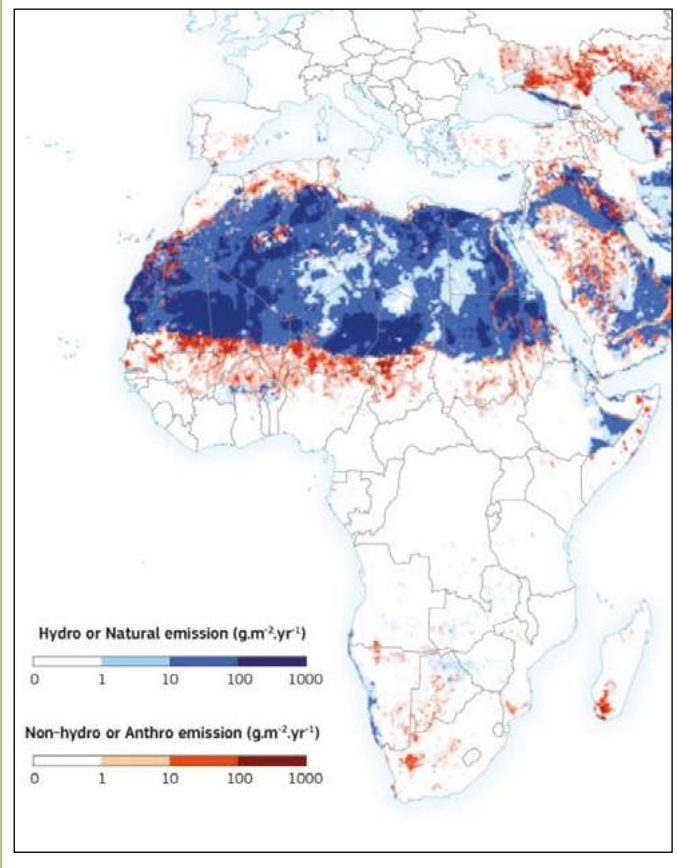 Hydro or Natural emission (g.m⁻².yr⁻¹)
0 1 10 100 1000
Non-hydro or Anthro emission (g.m⁻².yr⁻¹)
0 1 10 100 1000